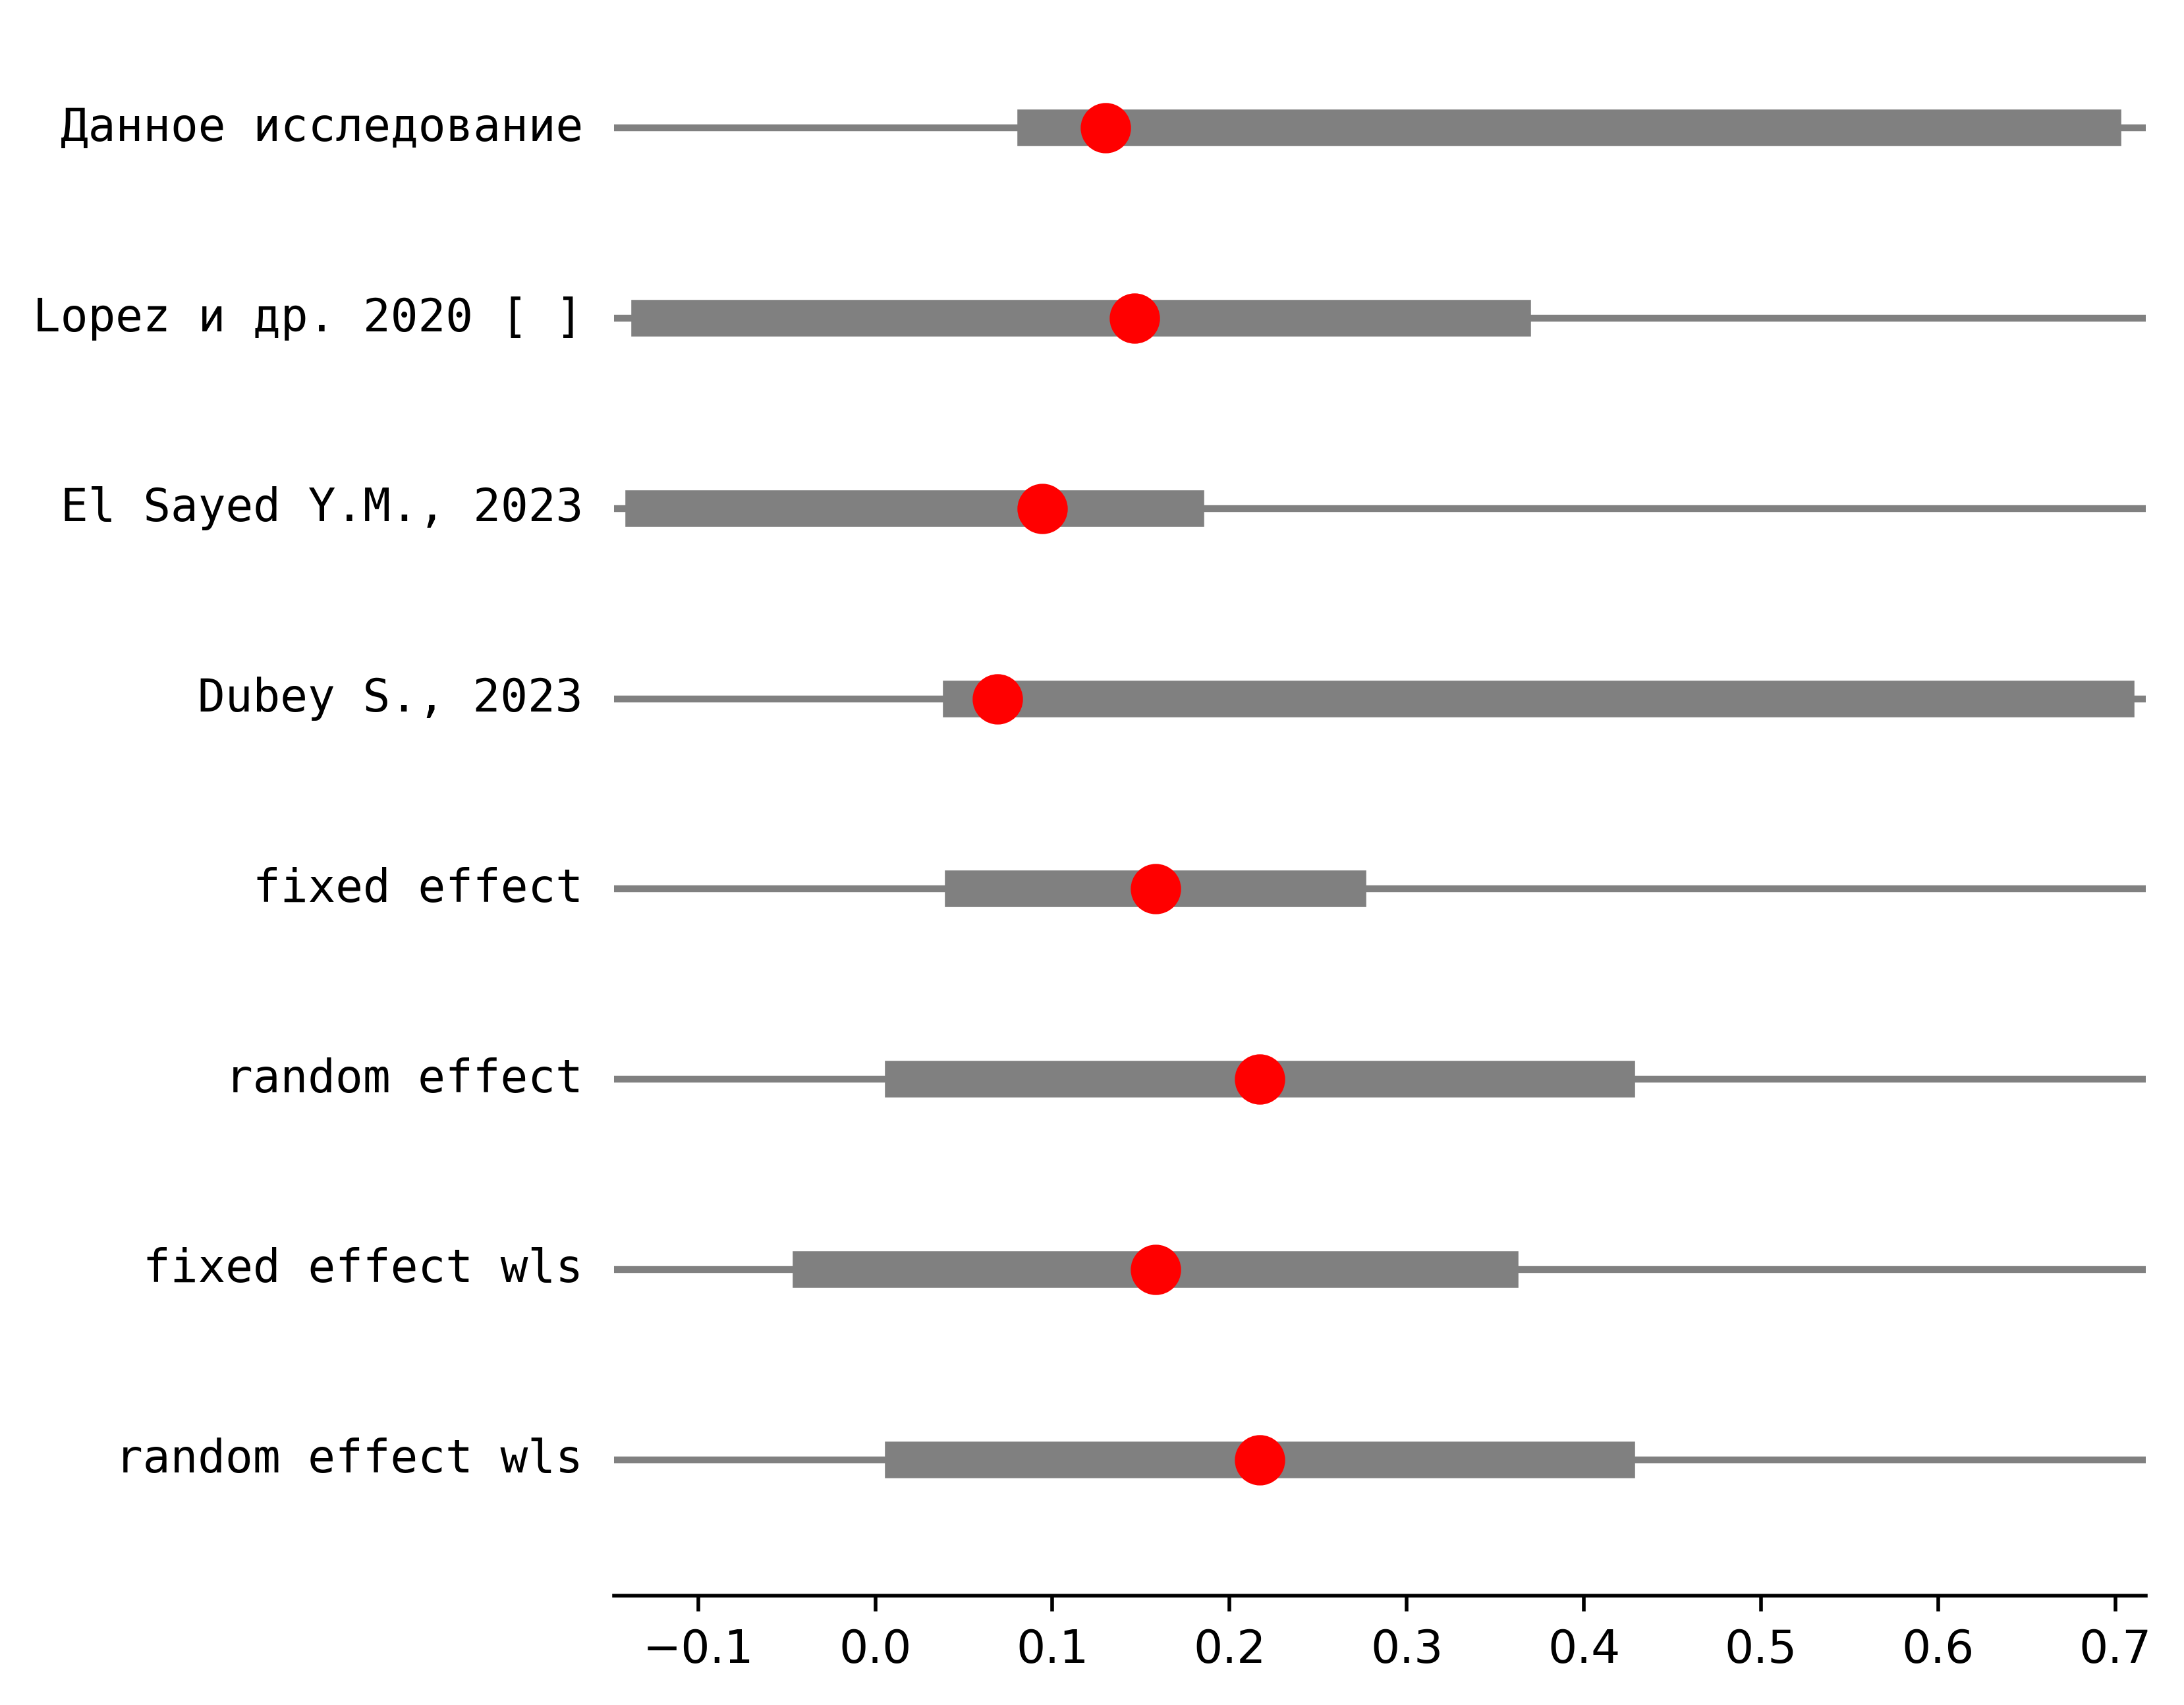 Данное исследование
Lopez и др. 2020 [ ]
El Sayed Y.M., 2023
Dubey S., 2023
fixed effect
random effect
fixed effect wls
random effect wls
−0.1 0.0 0.1 0.2 0.3 0.4 0.5 0.6 0.7